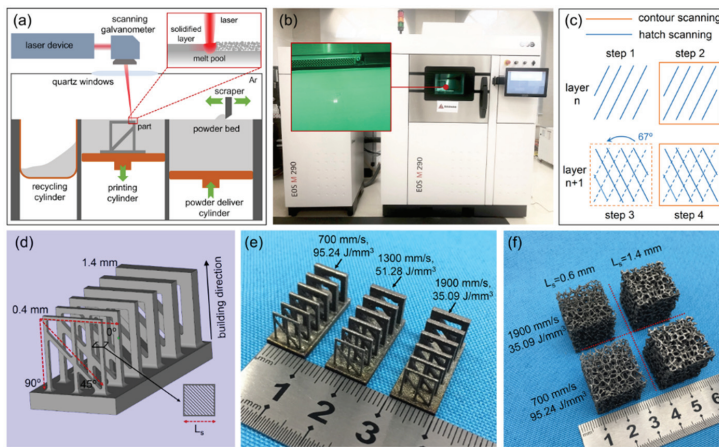 (a)
scanning
galvanometer
laser device
solidified
layer
laser
melt pool
quartz windows
Ar
scraper
part
powder bed
recycling
cylinder
printing
cylinder
powder deliver
cylinder
(b)
EOS M 290
EOS M 290
(c)
contour scanning
hatch scanning
step 1
step 2
layer
n
67°
layer
n+1
step 3
step 4
(d)
1.4 mm
0.4 mm
0°
90°
45°
building direction
Ls
(e)
700 mm/s,
95.24 J/mm³
1300 mm/s,
51.28 J/mm³
1900 mm/s,
35.09 J/mm³
1 2 3 4 5
(f)
Ls=0.6 mm
Ls=1.4 mm
1900 mm/s
35.09 J/mm³
700 mm/s
95.24 J/mm³
1 2 3 4 5 6